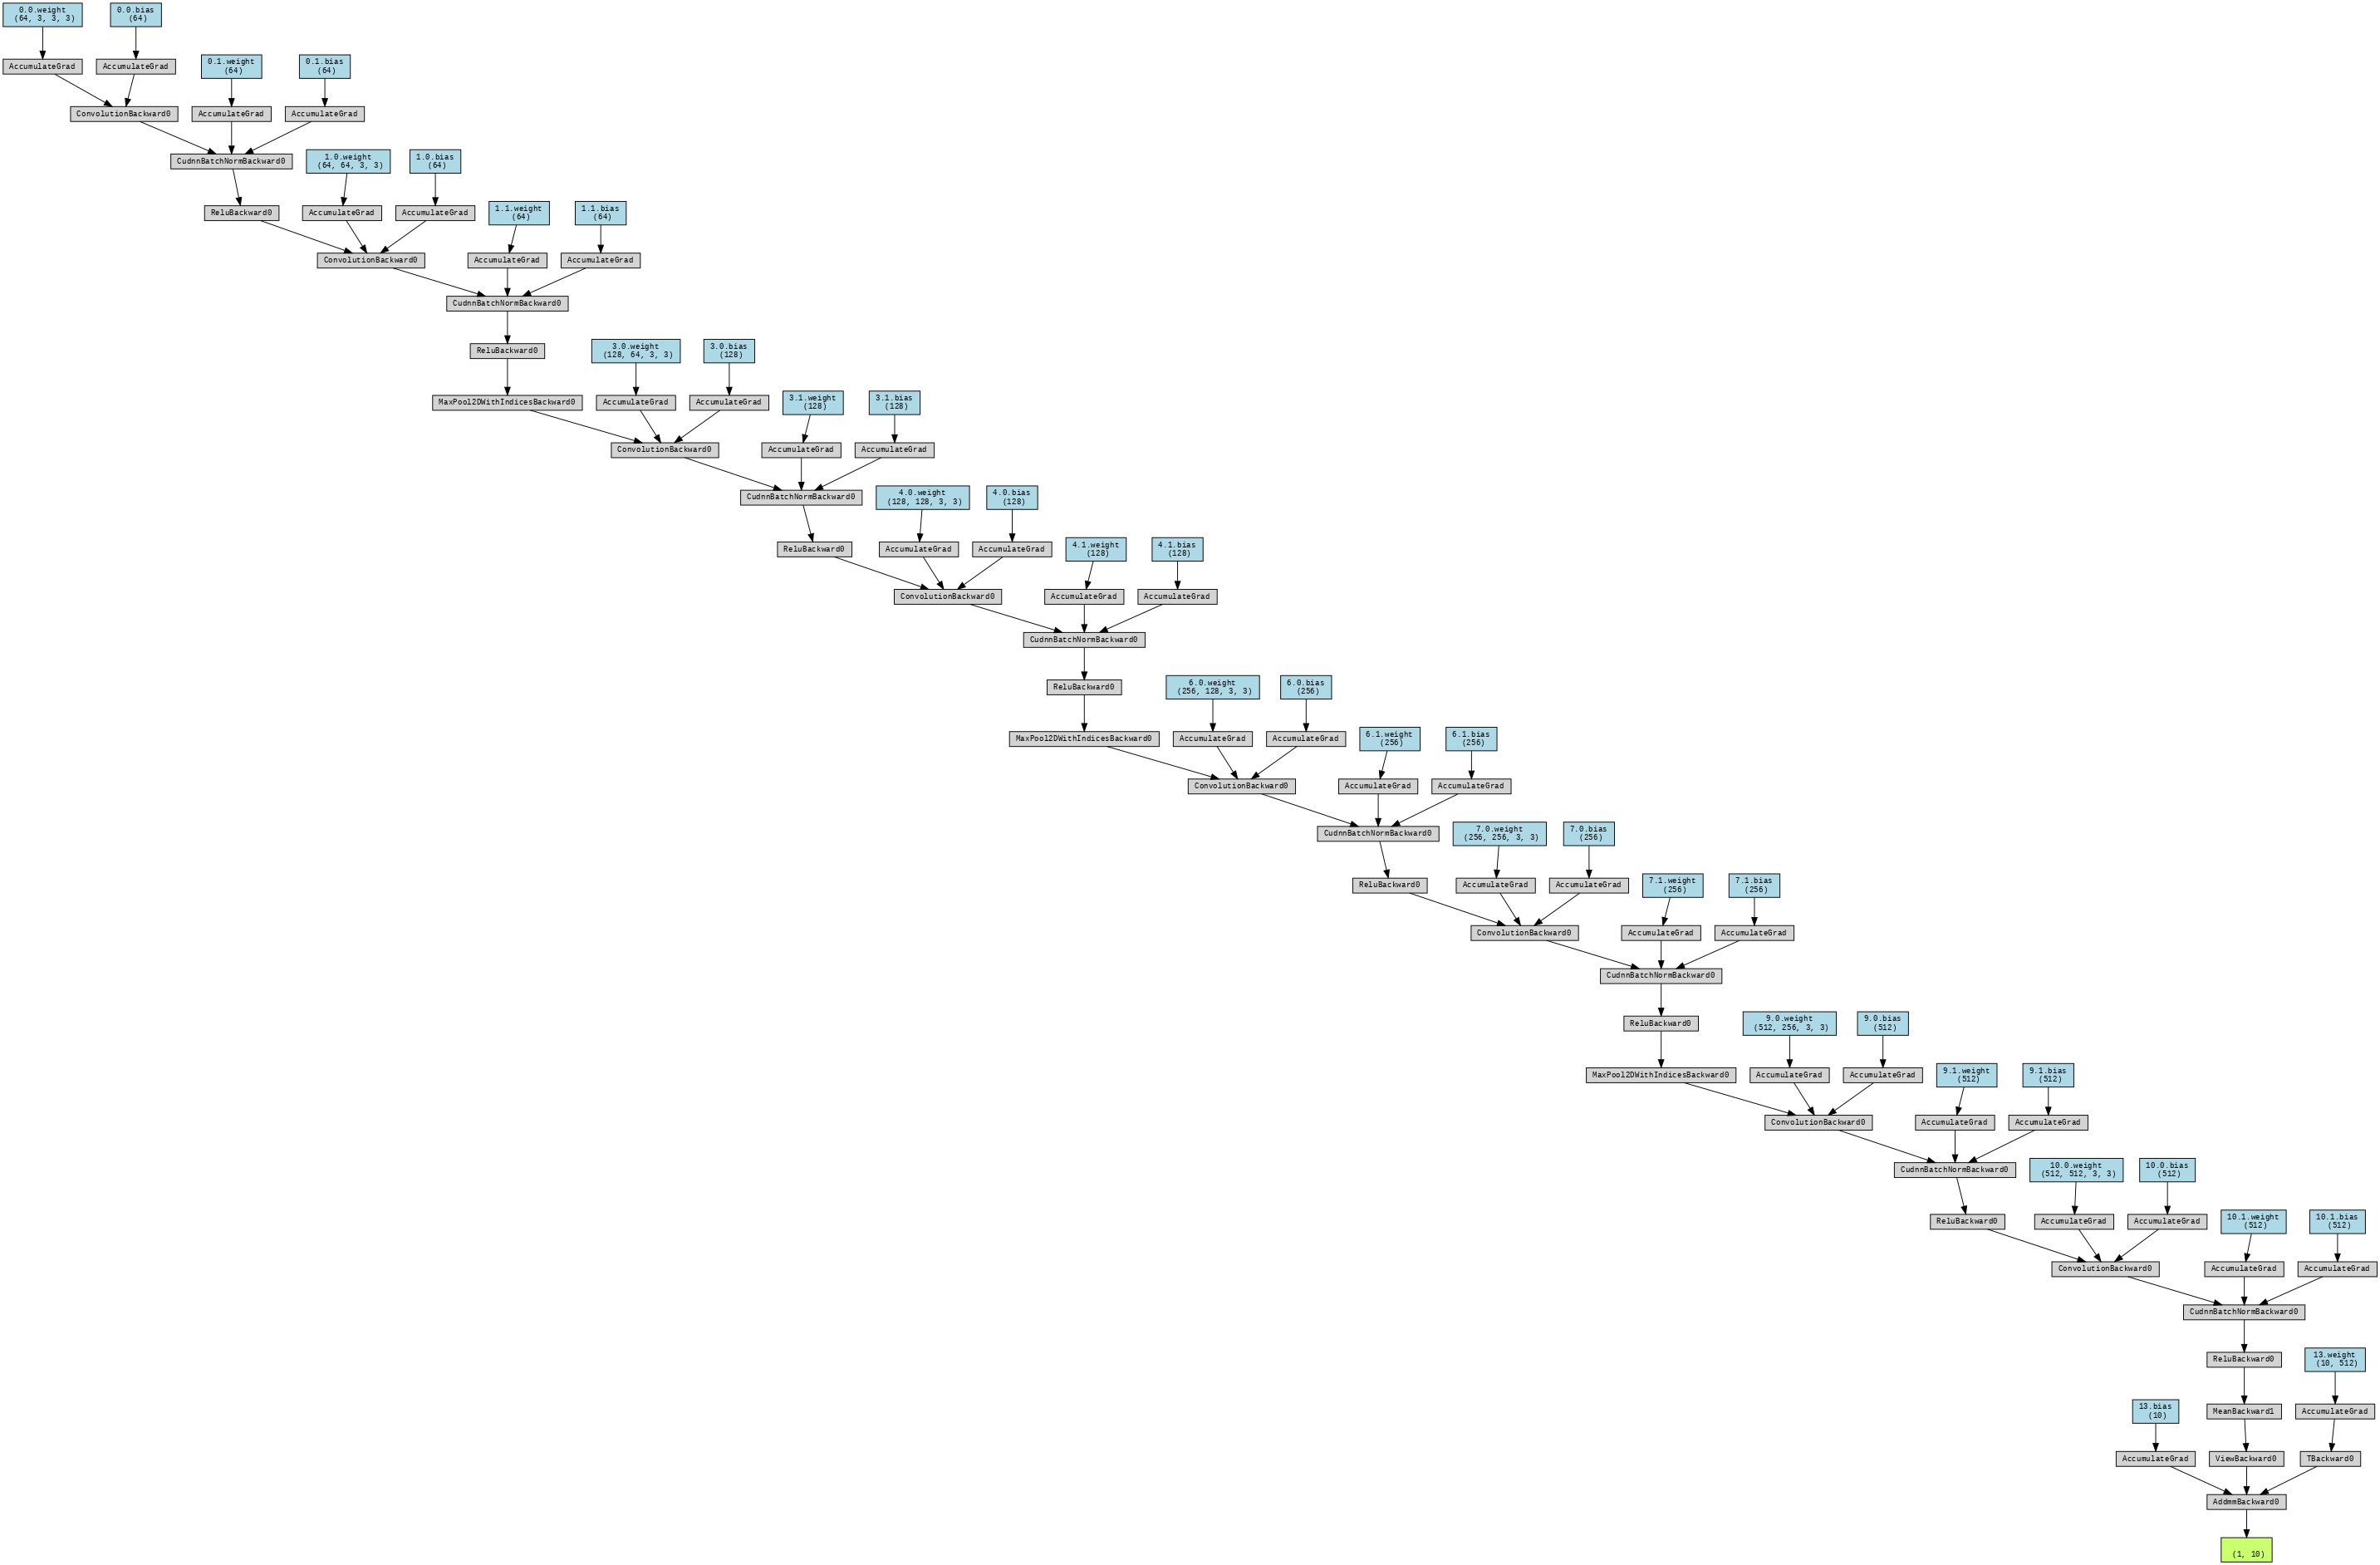 0.0.weight
(64, 3, 3, 3)
0.0.bias
(64)
AccumulateGrad
AccumulateGrad
0.1.weight
(64)
0.1.bias
(64)
ConvolutionBackward0
AccumulateGrad
AccumulateGrad
CudnnBatchNormBackward0
1.0.weight
(64, 64, 3, 3)
1.0.bias
(64)
ReluBackward0
AccumulateGrad
AccumulateGrad
1.1.weight
(64)
1.1.bias
(64)
ConvolutionBackward0
AccumulateGrad
AccumulateGrad
CudnnBatchNormBackward0
ReluBackward0
3.0.weight
(128, 64, 3, 3)
3.0.bias
(128)
MaxPool2DWithIndicesBackward0
AccumulateGrad
AccumulateGrad
3.1.weight
(128)
3.1.bias
(128)
ConvolutionBackward0
AccumulateGrad
AccumulateGrad
CudnnBatchNormBackward0
4.0.weight
(128, 128, 3, 3)
4.0.bias
(128)
ReluBackward0
AccumulateGrad
AccumulateGrad
4.1.weight
(128)
4.1.bias
(128)
ConvolutionBackward0
AccumulateGrad
AccumulateGrad
CudnnBatchNormBackward0
ReluBackward0
6.0.weight
(256, 128, 3, 3)
6.0.bias
(256)
MaxPool2DWithIndicesBackward0
AccumulateGrad
AccumulateGrad
6.1.weight
(256)
6.1.bias
(256)
ConvolutionBackward0
AccumulateGrad
AccumulateGrad
CudnnBatchNormBackward0
7.0.weight
(256, 256, 3, 3)
7.0.bias
(256)
ReluBackward0
AccumulateGrad
AccumulateGrad
7.1.weight
(256)
7.1.bias
(256)
ConvolutionBackward0
AccumulateGrad
AccumulateGrad
CudnnBatchNormBackward0
ReluBackward0
9.0.weight
(512, 256, 3, 3)
9.0.bias
(512)
MaxPool2DWithIndicesBackward0
AccumulateGrad
AccumulateGrad
9.1.weight
(512)
9.1.bias
(512)
ConvolutionBackward0
AccumulateGrad
AccumulateGrad
CudnnBatchNormBackward0
10.0.weight
(512, 512, 3, 3)
10.0.bias
(512)
ReluBackward0
AccumulateGrad
AccumulateGrad
10.1.weight
(512)
10.1.bias
(512)
ConvolutionBackward0
AccumulateGrad
AccumulateGrad
CudnnBatchNormBackward0
ReluBackward0
13.weight
(10, 512)
13.bias
(10)
MeanBackward1
AccumulateGrad
AccumulateGrad
ViewBackward0
TBackward0
AddmmBackward0
(1, 10)